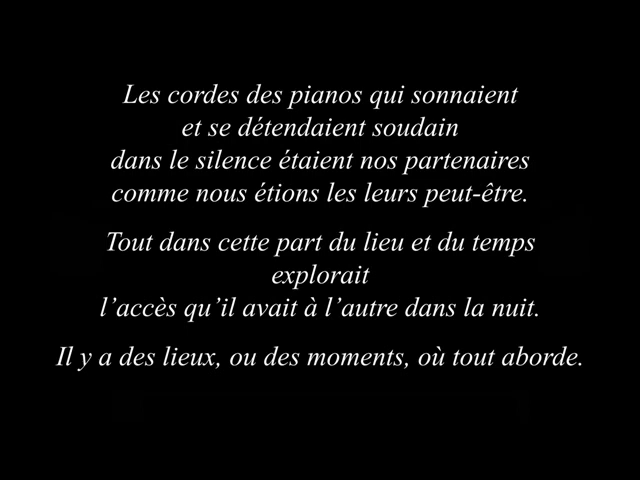 Les cordes des pianos qui sonnaient
et se détendaient soudain
dans le silence étaient nos partenaires
comme nous étions les leurs peut-être.
Tout dans cette part du lieu et du temps
explorait
l’accès qu’il avait à l’autre dans la nuit.
Il y a des lieux, ou des moments, où tout aborde.